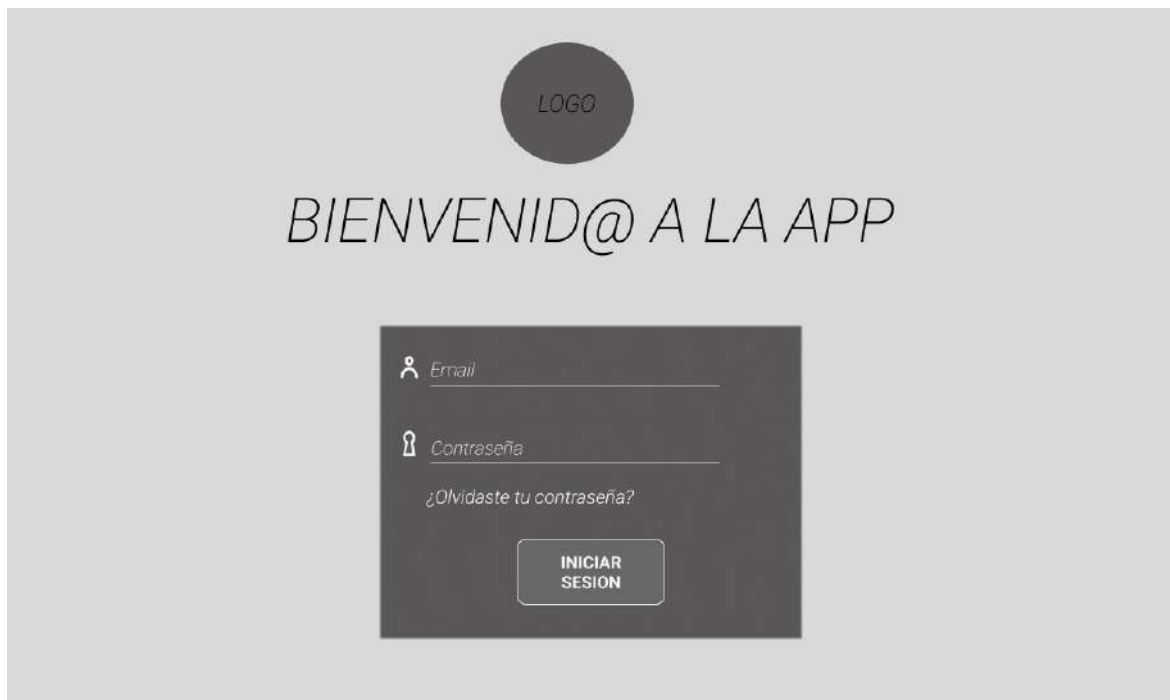 LOGO
BIENVENID@ A LA APP
Email
Contraseña
¿Olvidaste tu contraseña?
INICIAR
SESION